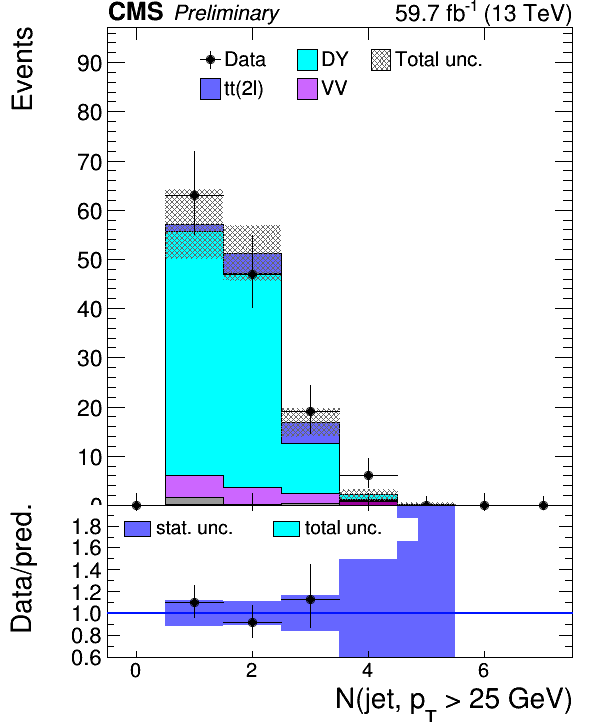 CMS Preliminary 59.7 fb⁻¹ (13 TeV)
Events
Data DY Total unc.
tt(2l) VV
90
80
70
60
50
40
30
20
10
0
Data/pred.
stat. unc. total unc.
1.8
1.6
1.4
1.2
1.0
0.8
0.6
0 2 4 6
N(jet, p_T > 25 GeV)